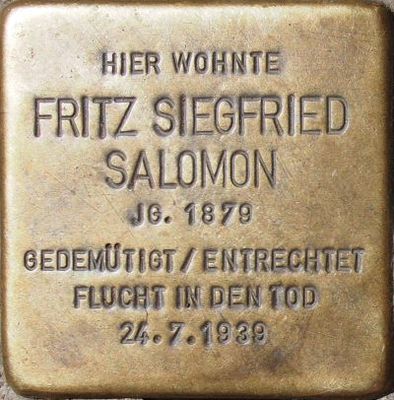 HIER WOHNTE
FRITZ SIEGFRIED
SALOMON
JG. 1879
GEDEMÜTIGT / ENTRECHTET
FLUCHT IN DEN TOD
24.7.1939